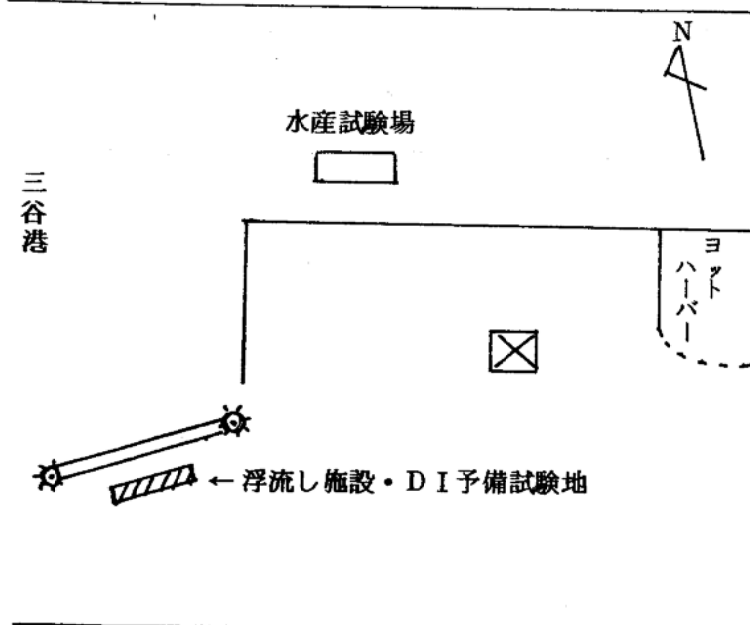 N
水産試験場
三谷港
ヨット
ハーバー
←浮流し施設・DI予備試験地